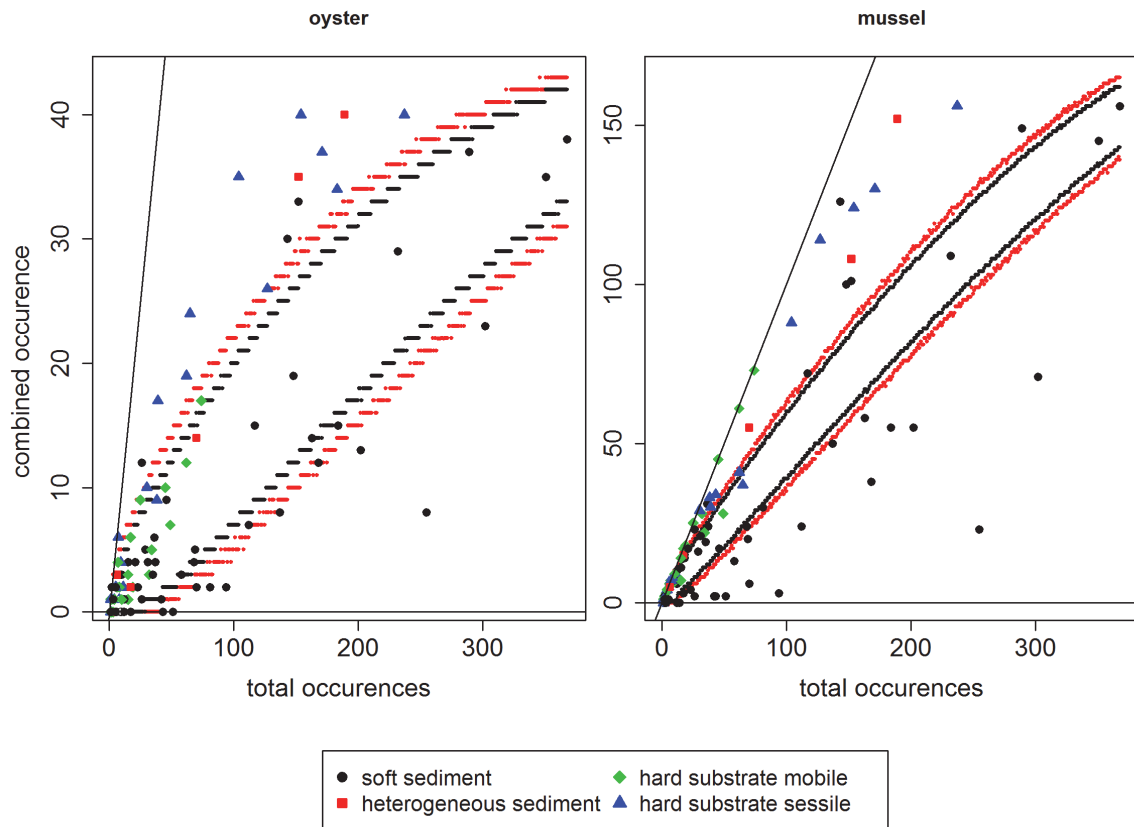 oyster
mussel
combined occurence
0
10
20
30
40
0
100
200
300
total occurences
0
50
100
150
0
100
200
300
total occurences
soft sediment
hard substrate mobile
heterogeneous sediment
hard substrate sessile